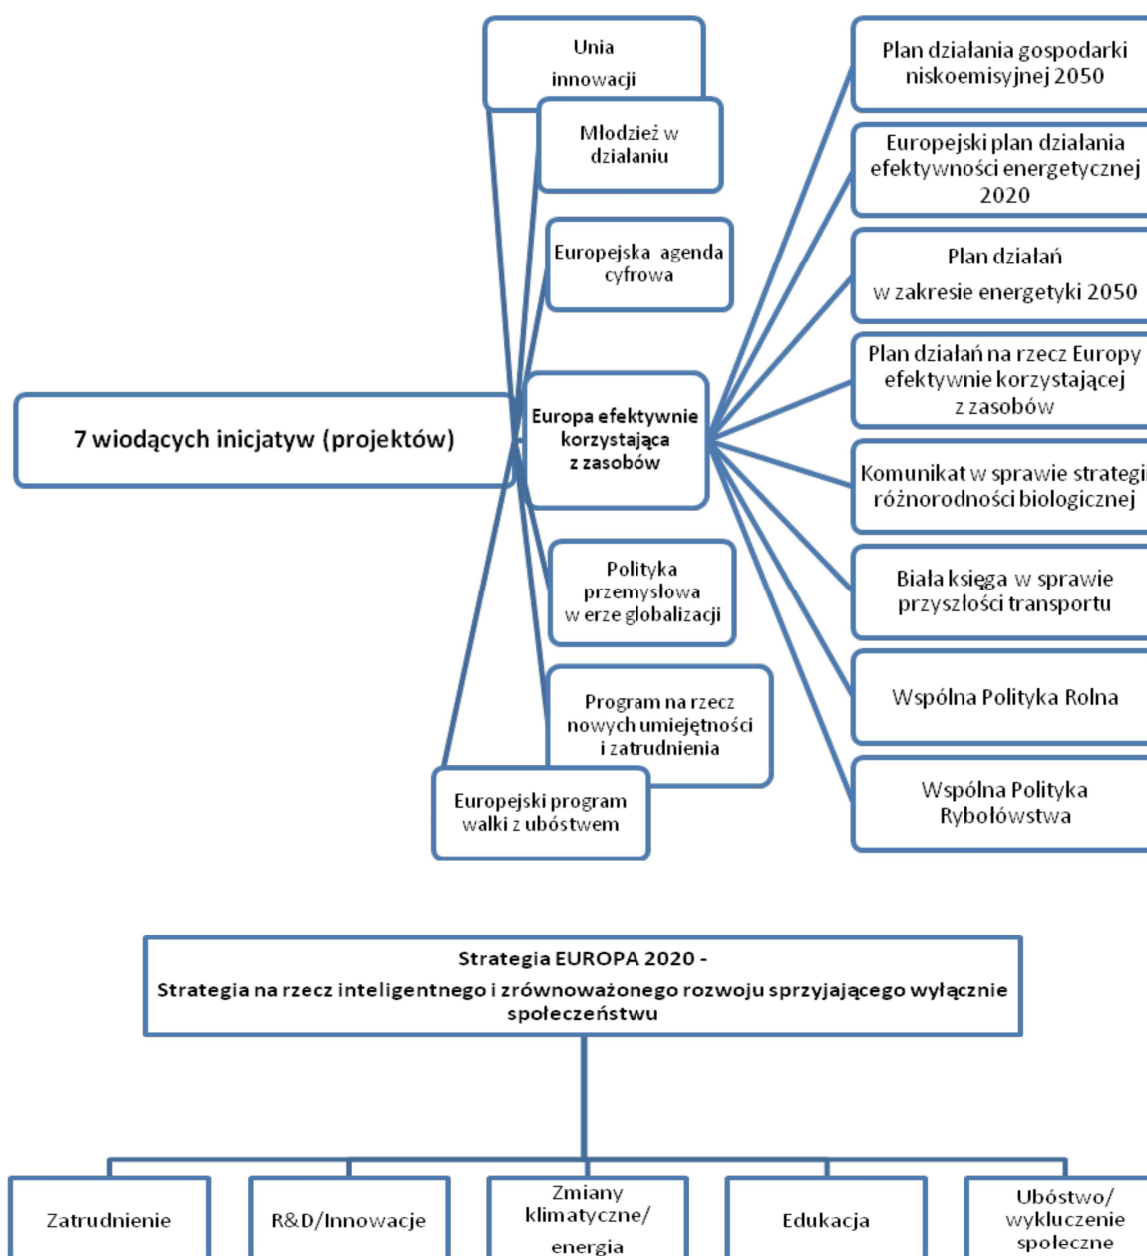 Unia
innowacji
Młodzież w
działaniu
Europejska agenda
cyfrowa
7 wiodących inicjatyw (projektów)
Europa efektywnie
korzystająca
z zasobów
Polityka
przemysłowa
w erze globalizacji
Program na rzecz
nowych umiejętności
i zatrudnienia
Europejski program
walki z ubóstwem
Plan działania gospodarki
niskoemisyjnej 2050
Europejski plan działania
efektywności energetycznej
2020
Plan działań
w zakresie energetyki 2050
Plan działań na rzecz Europy
efektywnie korzystającej
z zasobów
Komunikat w sprawie strategii
różnorodności biologicznej
Biała księga w sprawie
przyszłości transportu
Wspólna Polityka Rolna
Wspólna Polityka
Rybołówstwa
Strategia EUROPA 2020 -
Strategia na rzecz inteligentnego i zrównoważonego rozwoju sprzyjającego wyłącznie
społeczeństwu
Zatrudnienie
R&D/Innowacje
Zmiany
klimatyczne/
energia
Edukacja
Ubóstwo/
wykluczenie
społeczne